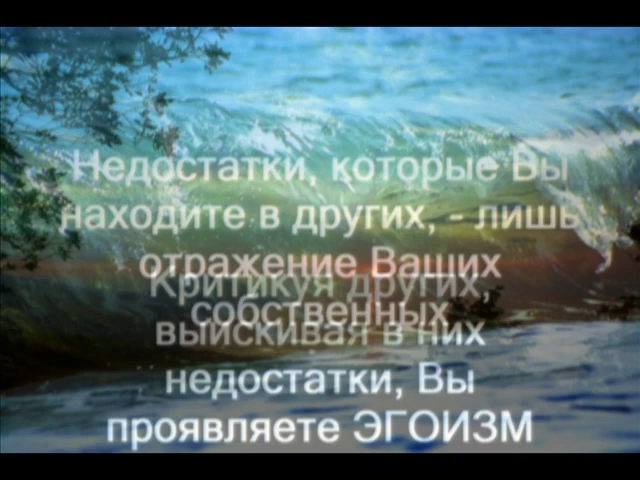 Недостатки, которые Вы
находите в других, - лишь
отражение Ваших
собственных
Критикуя других,
выискивая в них
недостатки, Вы
проявляете ЭГОИЗМ